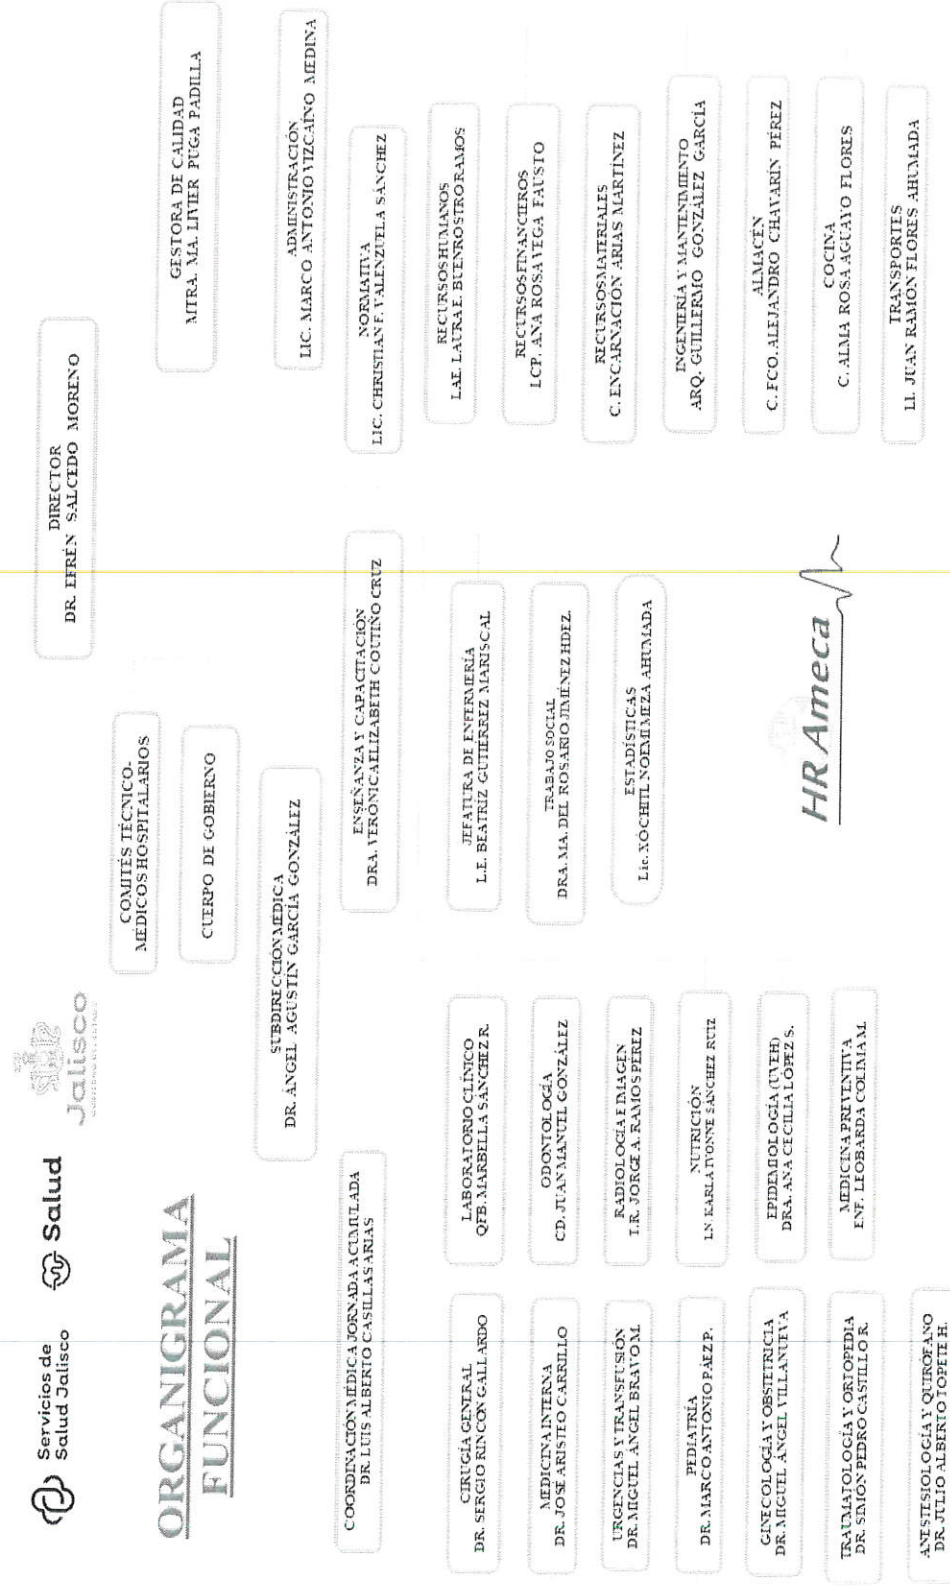 Servicios de
Salud Jalisco
Salud
Jalisco
ORGANIGRAMA
FUNCIONAL
DIRECTOR
DR. EFRÉN SALCEDO MORENO
COMITÉS TÉCNICO-
MÉDICOS HOSPITALARIOS
GESTORA DE CALIDAD
MTRA. MA. LIVIER PUGA PADILLA
CUERPO DE GOBIERNO
SUBDIRECCIÓN MÉDICA
DR. ÁNGEL AGUSTÍN GARCÍA GONZÁLEZ
ADMINISTRACIÓN
LIC. MARCO ANTONIO VIZCAÍNO MEDINA
COORDINACIÓN MÉDICA JORNADA ACUMULADA
DR. LUIS ALBERTO CASILLAS ARIAS
ENSEÑANZA Y CAPACITACIÓN
DRA. VERÓNICA ELIZABETH COUTIÑO CRUZ
NORMATIVA
LIC. CHRISTIAN F. VALENZUELA SÁNCHEZ
CIRUGÍA GENERAL
DR. SERGIO RINCÓN GALLARDO
MEDICINA INTERNA
DR. JOSÉ ARISTEO CARRILLO
URGENCIAS Y TRANSFUSIÓN
DR. MIGUEL ÁNGEL BRAVO M.
PEDIATRÍA
DR. MARCO ANTONIO PÁEZ P.
GINECOLOGÍA Y OBSTETRICIA
DR. MIGUEL ÁNGEL VILLANUEVA
TRAUMATOLOGÍA Y ORTOPEDIA
DR. SIMÓN PEDRO CASTILLO R.
ANESTESIOLOGÍA Y QUIRÓFANO
DR. JULIO ALBERTO TOPETE H.
LABORATORIO CLÍNICO
QFB. MARBELLA SÁNCHEZ R.
ODONTOLOGÍA
CD. JUAN MANUEL GONZÁLEZ
RADIOLOGÍA E IMAGEN
T.R. JORGE A. RAMOS PÉREZ
NUTRICIÓN
LN. KARLA IVONNE SÁNCHEZ RUIZ
EPIDEMIOLOGÍA (UVEH)
DRA. ANA CECILIA LÓPEZ S.
MEDICINA PREVENTIVA
ENF. LEOBARDA COLIMA M.
JEFATURA DE ENFERMERÍA
L.E. BEATRÍZ GUTIÉRREZ MARISCAL
TRABAJO SOCIAL
DRA. MA. DEL ROSARIO JIMÉNEZ HDEZ.
ESTADÍSTICAS
Lic. XÓCHITL NOEMI MEZA AHUMADA
RECURSOS HUMANOS
LAE. LAURA E. BUENROSTRO RAMOS
RECURSOS FINANCIEROS
LCP. ANA ROSA VEGA FAUSTO
RECURSOS MATERIALES
C. ENCARNACIÓN ARIAS MARTÍNEZ
INGENIERÍA Y MANTENIMIENTO
ARQ. GUILLERMO GONZÁLEZ GARCÍA
ALMACÉN
C. FCO. ALEJANDRO CHAVARÍN PÉREZ
COCINA
C. ALMA ROSA AGUAYO FLORES
TRANSPORTES
LI. JUAN RAMÓN FLORES AHUMADA
HR Ameca